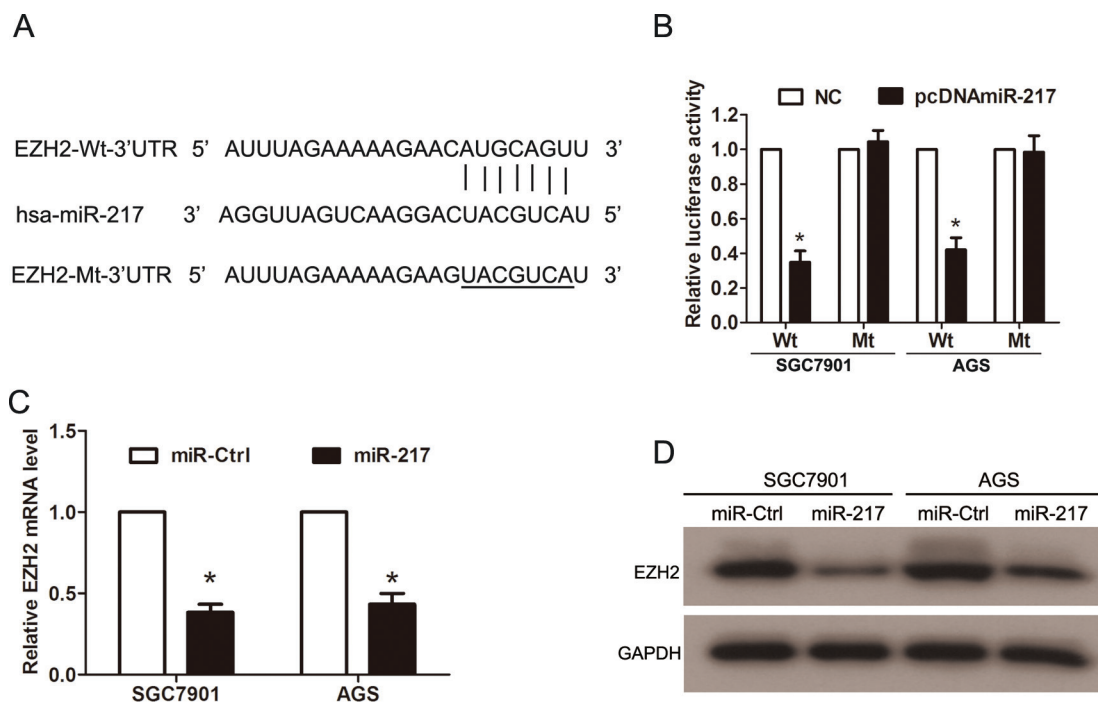 A
EZH2-Wt-3'UTR 5' AUUUAGAAAAAGAACAUGCAGUU 3'
hsa-miR-217 3' AGGUUAGUCAAGGACUACGUCAU 5'
EZH2-Mt-3'UTR 5' AUUUAGAAAAAGAAGUACGUCAU 3'
B
NC pcDNAmiR-217
Relative luciferase activity
1.2
1.0
0.8
0.6
0.4
0.2
0.0
* *
Wt Mt Wt Mt
SGC7901 AGS
C
miR-Ctrl miR-217
Relative EZH2 mRNA level
1.5
1.0
0.5
0.0
* *
SGC7901 AGS
D
SGC7901 AGS
miR-Ctrl miR-217 miR-Ctrl miR-217
EZH2
GAPDH